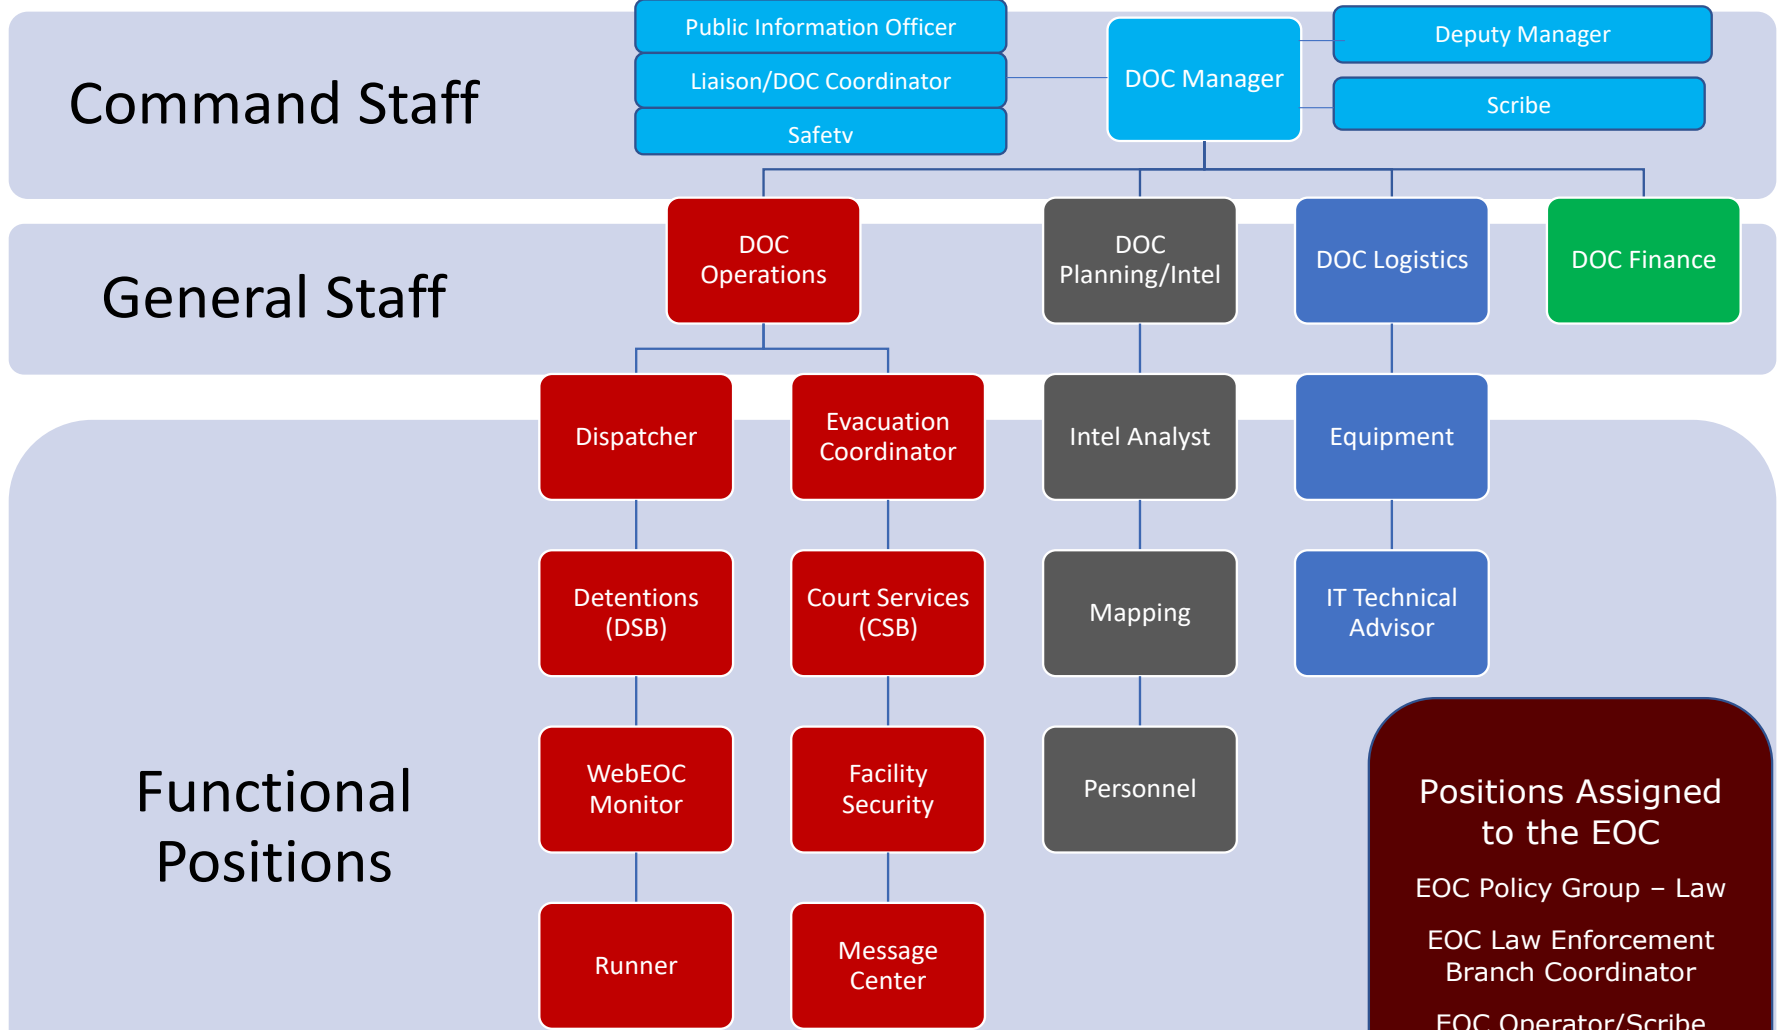 Command Staff
Public Information Officer
Liaison/DOC Coordinator
Safety
DOC Manager
Deputy Manager
Scribe
General Staff
DOC
Operations
DOC
Planning/Intel
DOC Logistics
DOC Finance
Functional
Positions
Dispatcher
Evacuation
Coordinator
Intel Analyst
Equipment
Detentions
(DSB)
Court Services
(CSB)
Mapping
IT Technical
Advisor
WebEOC
Monitor
Facility
Security
Personnel
Runner
Message
Center
Positions Assigned
to the EOC
EOC Policy Group – Law
EOC Law Enforcement
Branch Coordinator
EOC Operator/Scribe